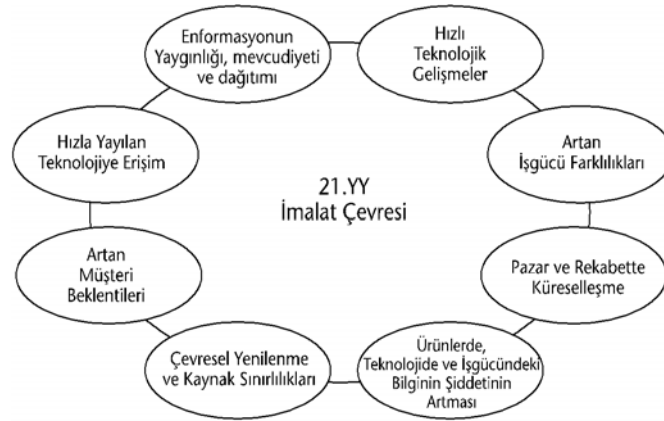 Enformasyonun
Yaygınlığı, mevcudiyeti
ve dağıtımı
Hızlı
Teknolojik
Gelişmeler
Hızla Yayılan
Teknolojiye Erişim
Artan
İşgücü Farklılıkları
21.YY
İmalat Çevresi
Artan
Müşteri
Beklentileri
Pazar ve Rekabette
Küreselleşme
Çevresel Yenilenme
ve Kaynak Sınırlılıkları
Ürünlerde,
Teknolojide ve İşgücündeki
Bilginin Şiddetinin
Artması